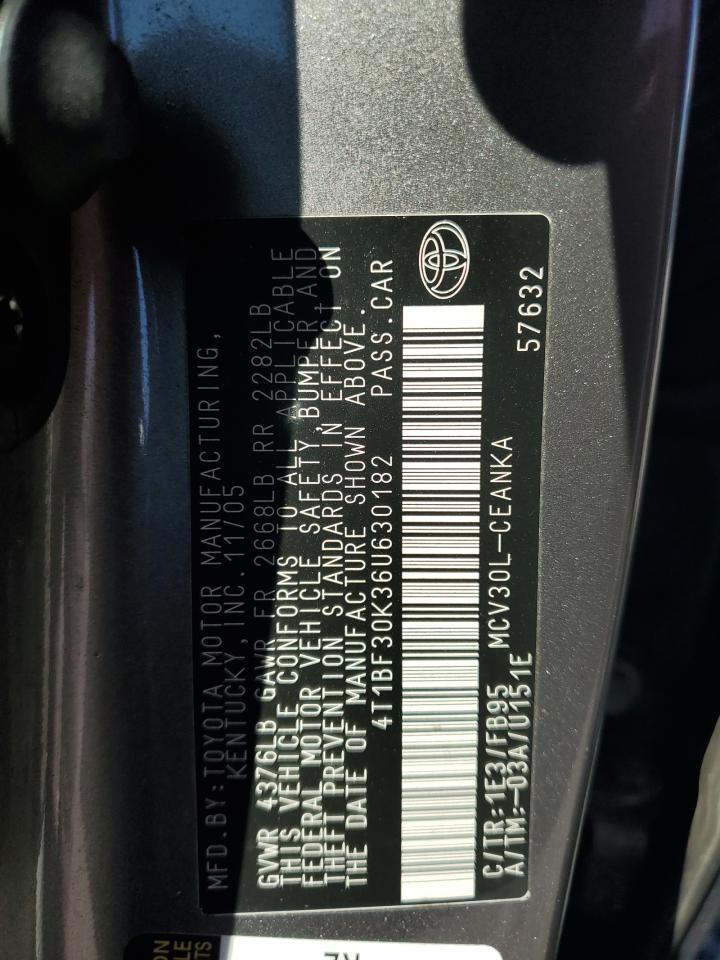 MFD.BY:TOYOTA MOTOR MANUFACTURING,
KENTUCKY,INC.11/05
GVWR 4376LB GAWR FR 2668LB RR 2282LB
THIS VEHICLE CONFORMS TO ALL APPLICABLE
FEDERAL MOTOR VEHICLE SAFETY,BUMPER,AND
THEFT PREVENTION STANDARDS IN EFFECT ON
THE DATE OF MANUFACTURE SHOWN ABOVE.
4T1BF30K36U630182 PASS.CAR
C/TR:1E3/FB95 MCV30L-CEANKA
A/TM:-03A/U151E 57632